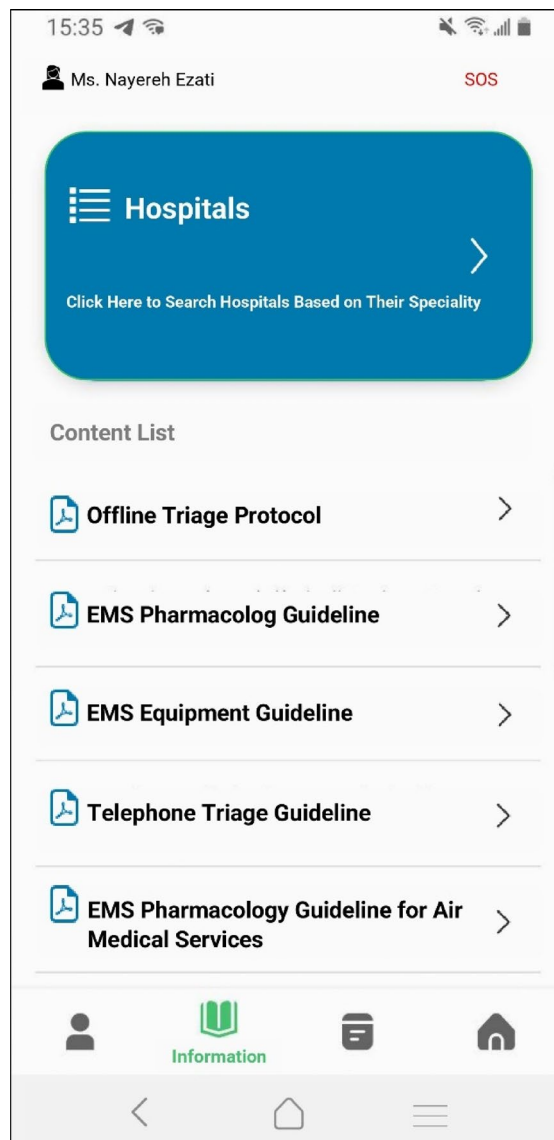 15:35
Ms. Nayereh Ezati
SOS
Hospitals
Click Here to Search Hospitals Based on Their Speciality
Content List
Offline Triage Protocol
EMS Pharmacolog Guideline
EMS Equipment Guideline
Telephone Triage Guideline
EMS Pharmacology Guideline for Air
Medical Services
Information